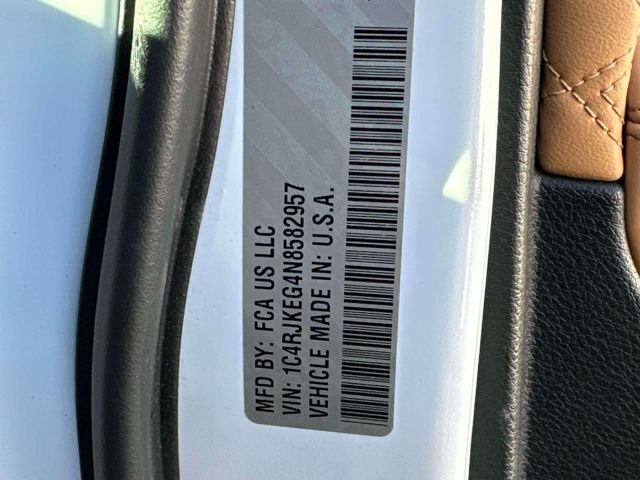 MFD BY: FCA US LLC
VIN: 1C4RJKEG4N8582957
VEHICLE MADE IN: U.S.A.